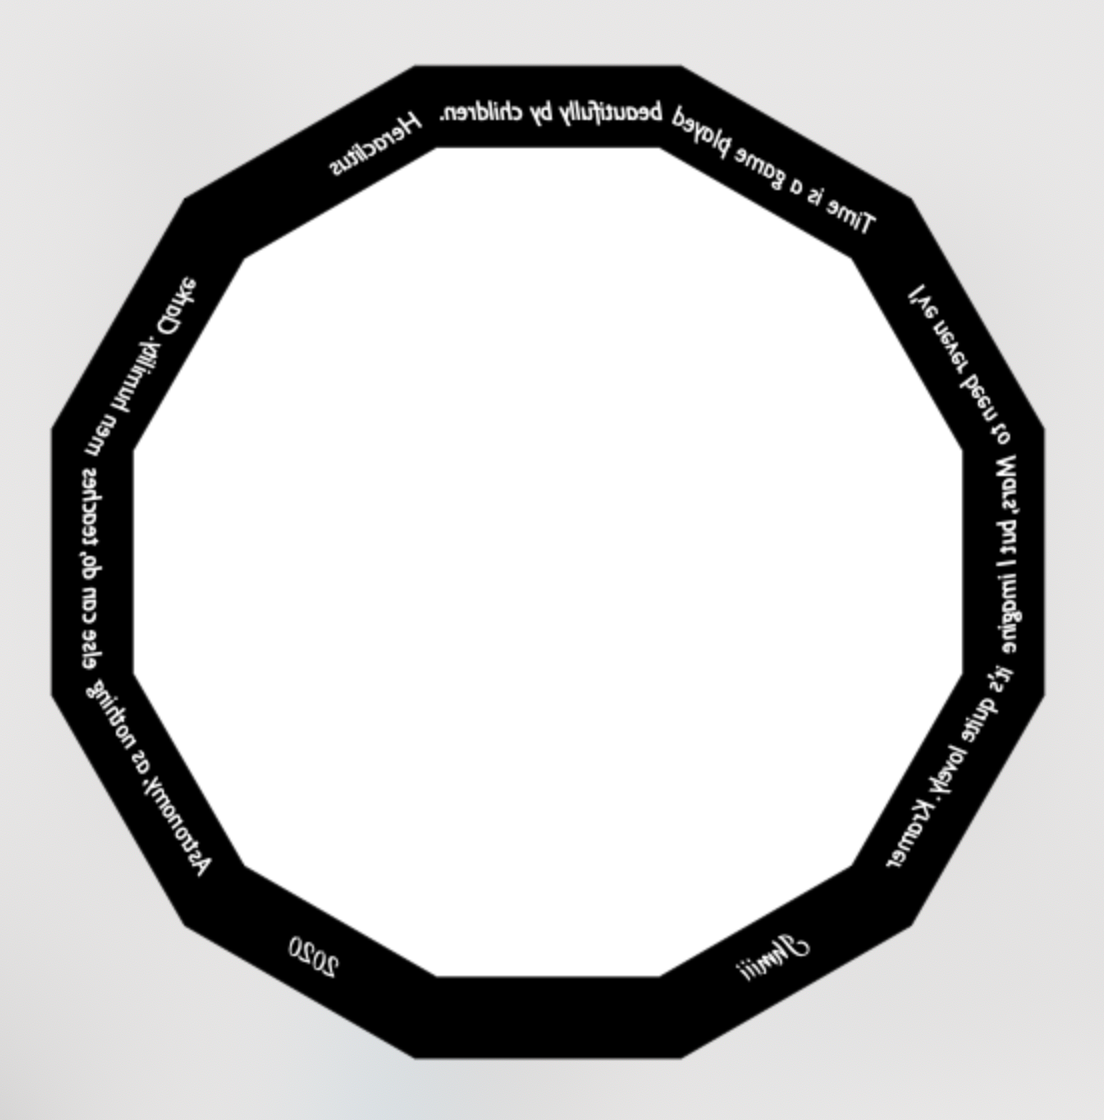 Time is a game played beautifully by children. Heraclitus
I've never been to Mars, but I imagine it's quite lovely. Kramer
Astronomy, as nothing else can do, teaches men humility. Clarke
2020